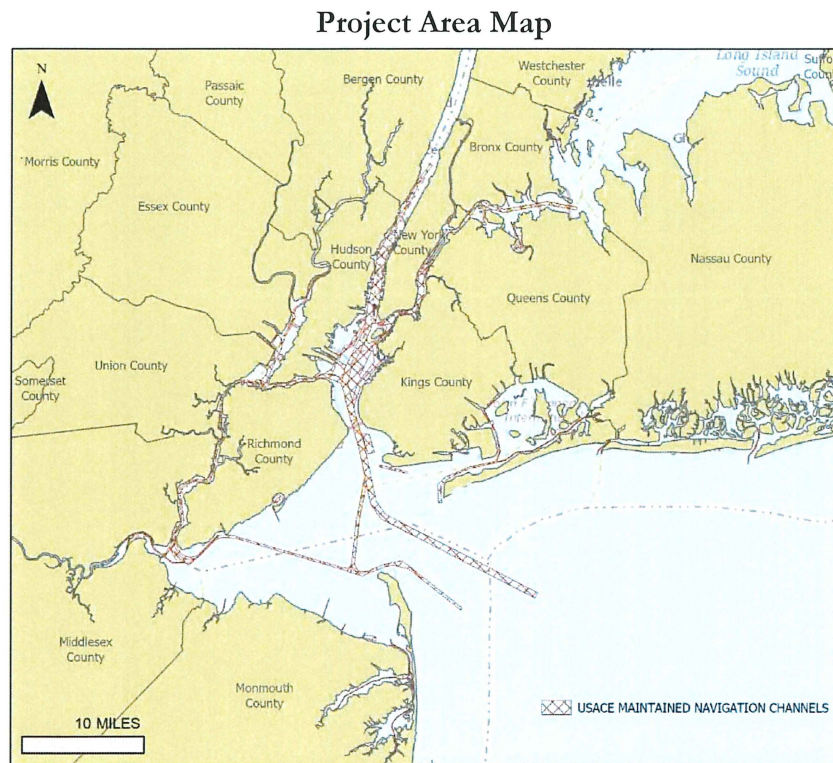 Project Area Map
N
Passaic
County
Bergen County
Westchester
County
Long Island
Sound
Morris County
Essex County
Bronx County
Hudson
County
New York
County
Nassau County
Queens County
Union County
Somerset
County
Kings County
Richmond
County
Middlesex
County
Monmouth
County
USACE MAINTAINED NAVIGATION CHANNELS
10 MILES